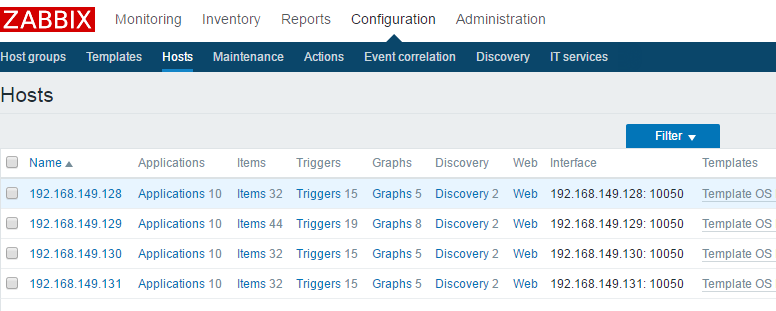 ZABBIX Monitoring Inventory Reports Configuration Administration
Host groups Templates Hosts Maintenance Actions Event correlation Discovery IT services
Hosts
Filter
Name Applications Items Triggers Graphs Discovery Web Interface Templates
192.168.149.128 Applications 10 Items 32 Triggers 15 Graphs 5 Discovery 2 Web 192.168.149.128: 10050 Template OS
192.168.149.129 Applications 10 Items 44 Triggers 19 Graphs 8 Discovery 2 Web 192.168.149.129: 10050 Template OS
192.168.149.130 Applications 10 Items 32 Triggers 15 Graphs 5 Discovery 2 Web 192.168.149.130: 10050 Template OS
192.168.149.131 Applications 10 Items 32 Triggers 15 Graphs 5 Discovery 2 Web 192.168.149.131: 10050 Template OS